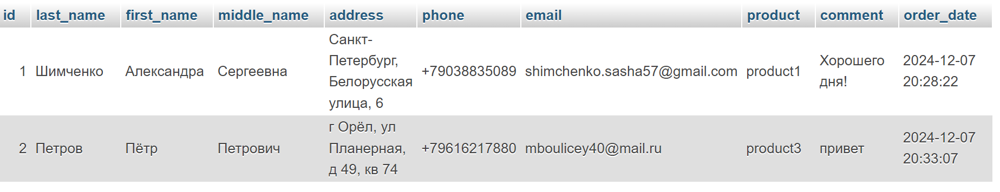 id last_name first_name middle_name address phone email product comment order_date
1 Шимченко Александра Сергеевна Санкт-Петербург, Белорусская улица, 6 +79038835089 shimchenko.sasha57@gmail.com product1 Хорошего дня! 2024-12-07 20:28:22
2 Петров Пётр Петрович г Орёл, ул Планерная, д 49, кв 74 +79616217880 mboulicey40@mail.ru product3 привет 2024-12-07 20:33:07